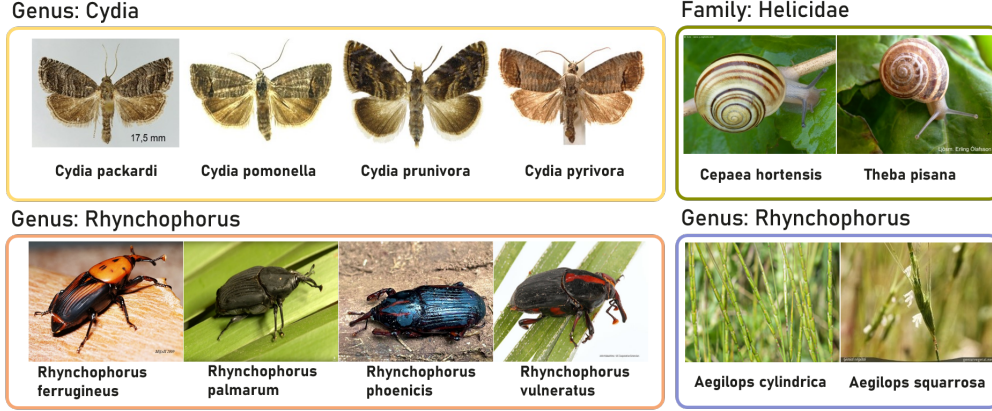 Genus: Cydia
17,5 mm
Cydia packardi
Cydia pomonella
Cydia prunivora
Cydia pyrivora
Family: Helicidae
Cepaea hortensis
Theba pisana
Genus: Rhynchophorus
Rhynchophorus
ferrugineus
Rhynchophorus
palmarum
Rhynchophorus
phoenicis
Rhynchophorus
vulneratus
Genus: Rhynchophorus
Aegilops cylindrica
Aegilops squarrosa